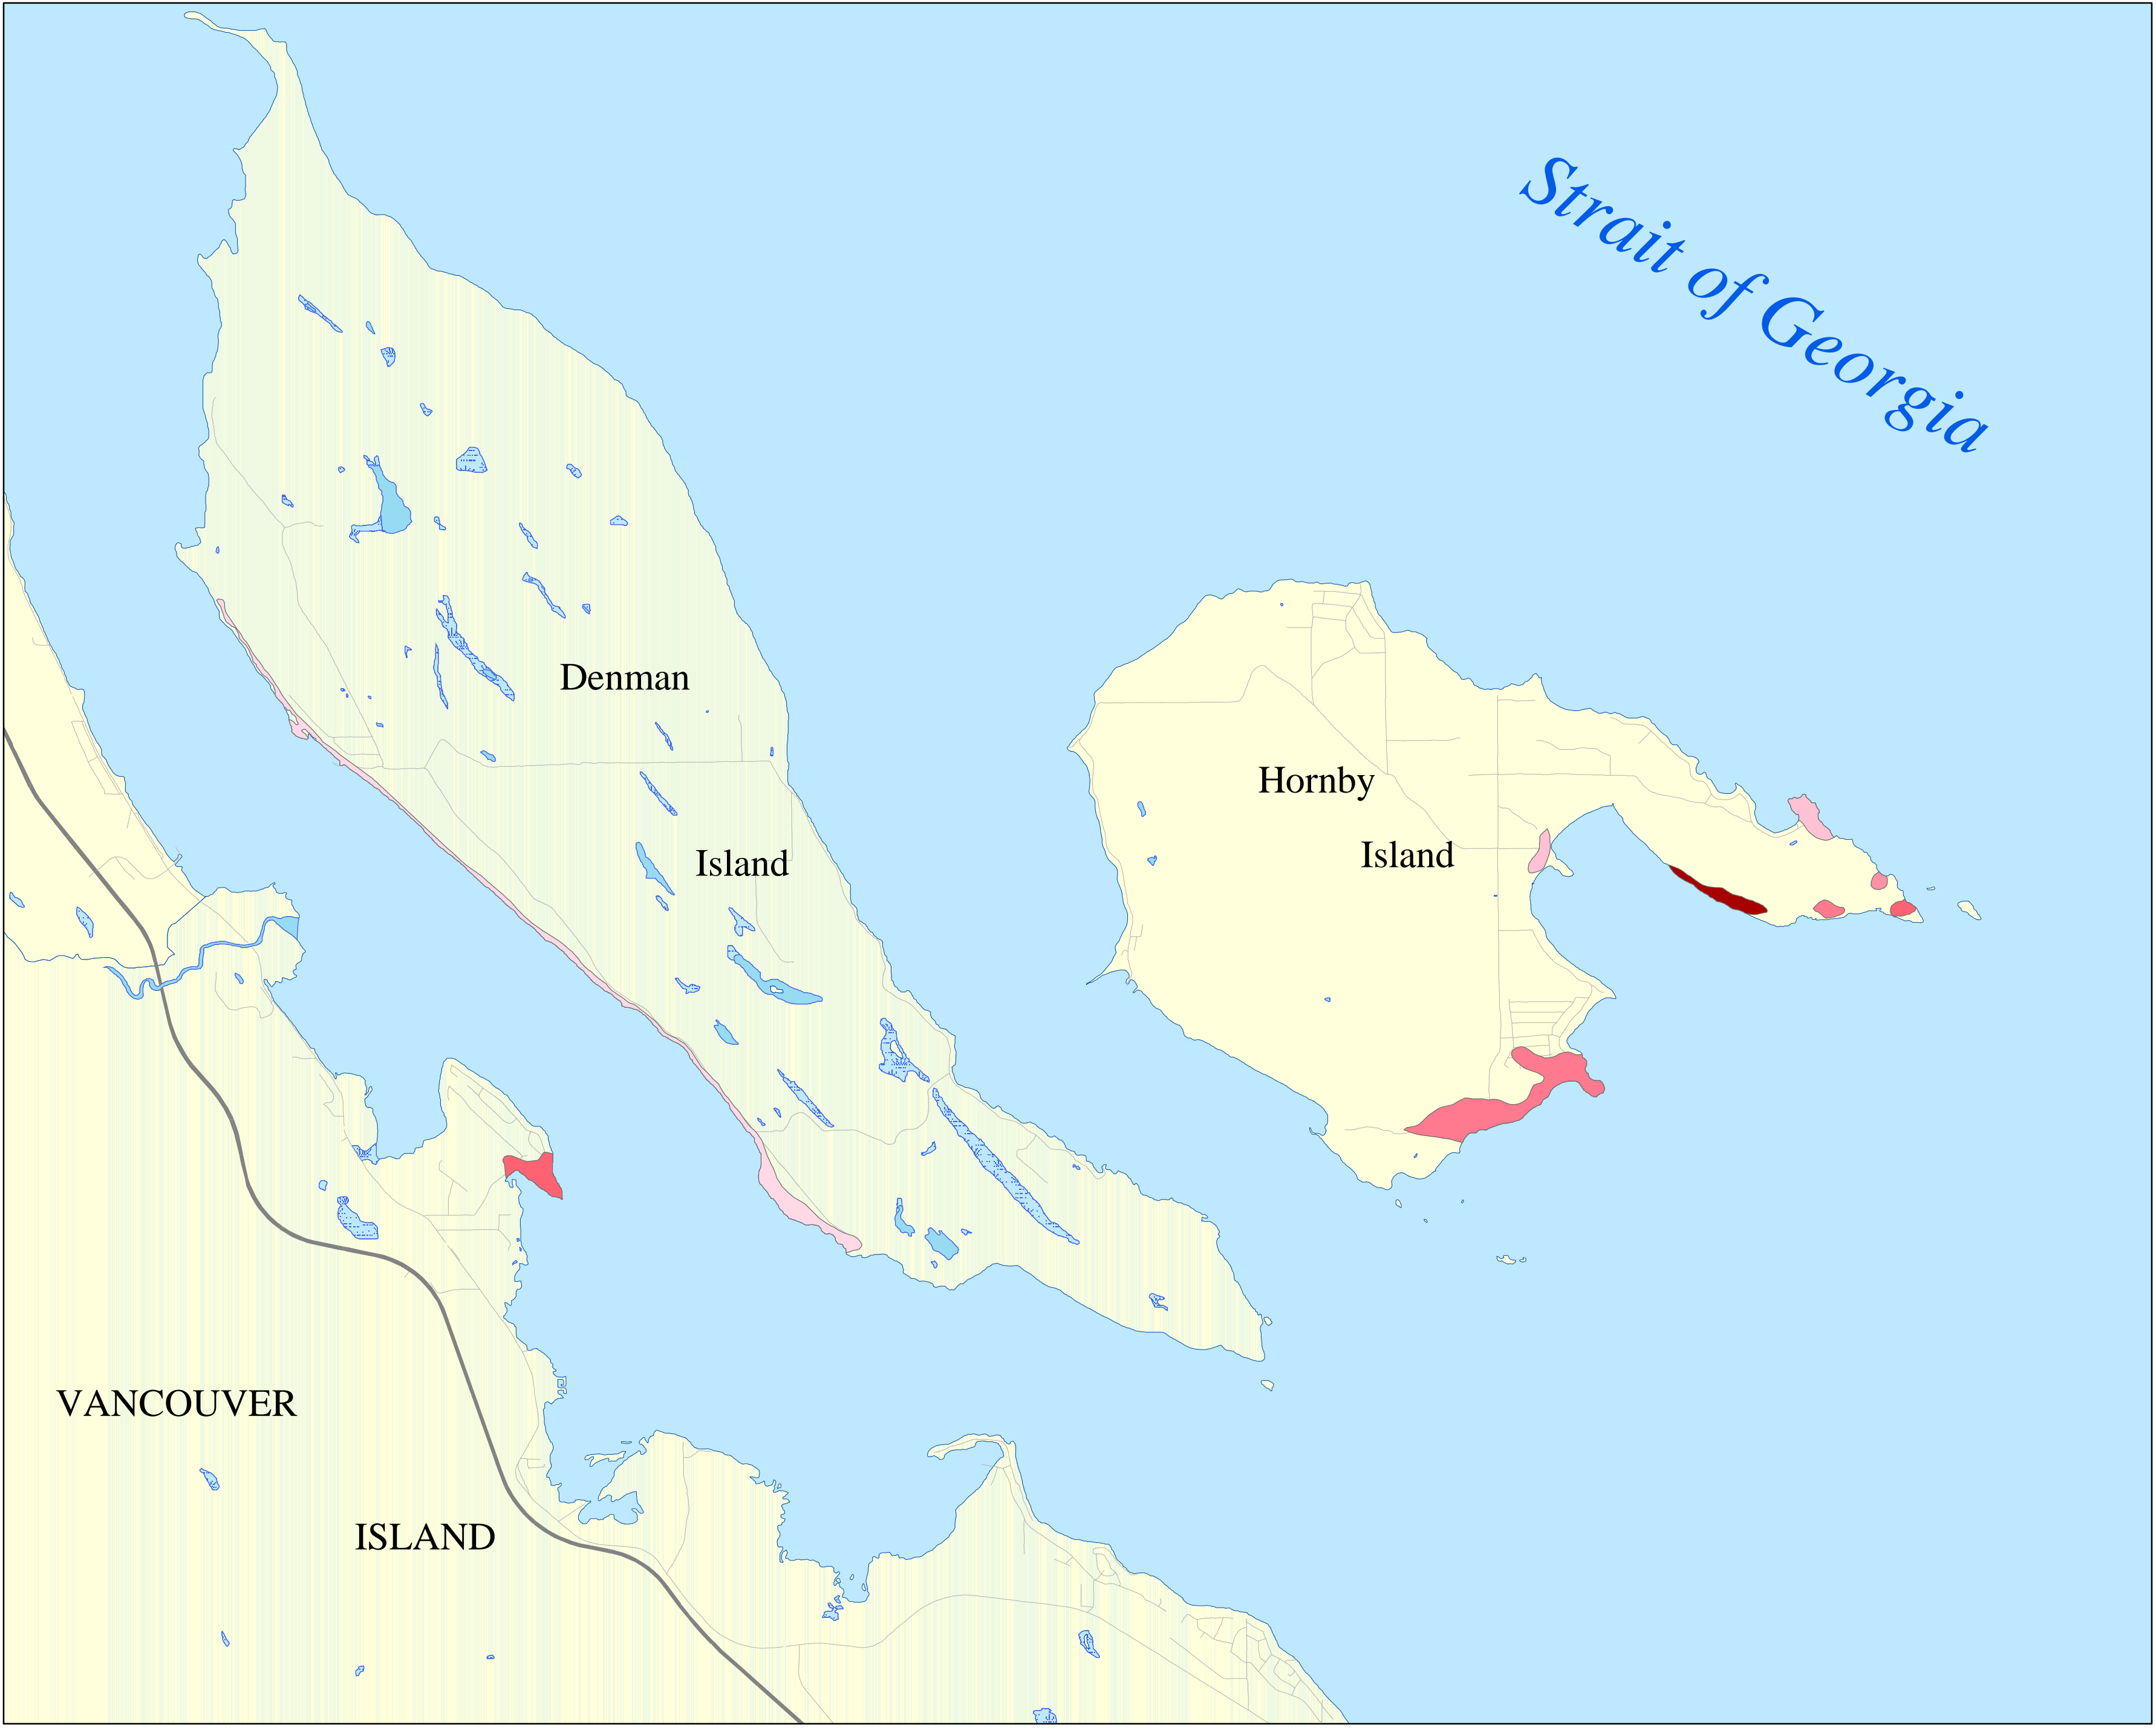 Strait of Georgia
Denman
Island
Hornby
Island
VANCOUVER
ISLAND